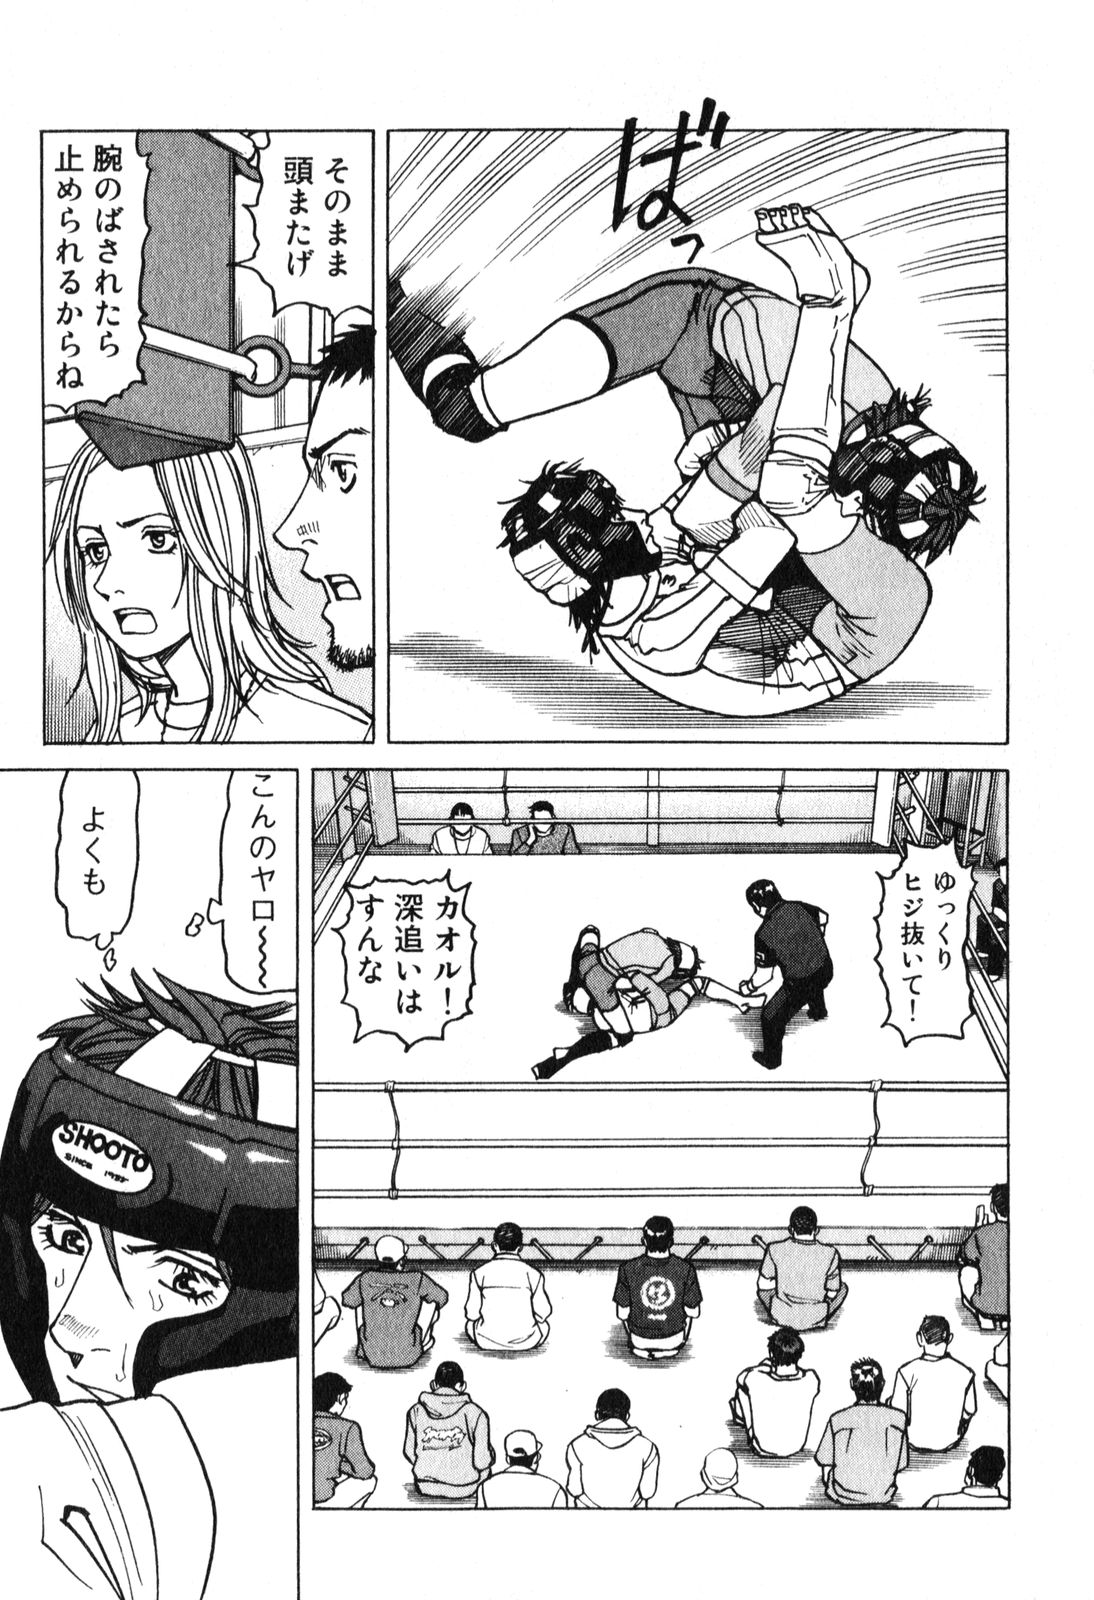 ばっ
そのまま
頭またげ
腕のばされたら
止められるからね
ゆっくり
ヒジ抜いて!
カオル!
深追いは
すんな
こんのヤロ〜
よくも
SHOOTO
SINCE 1985